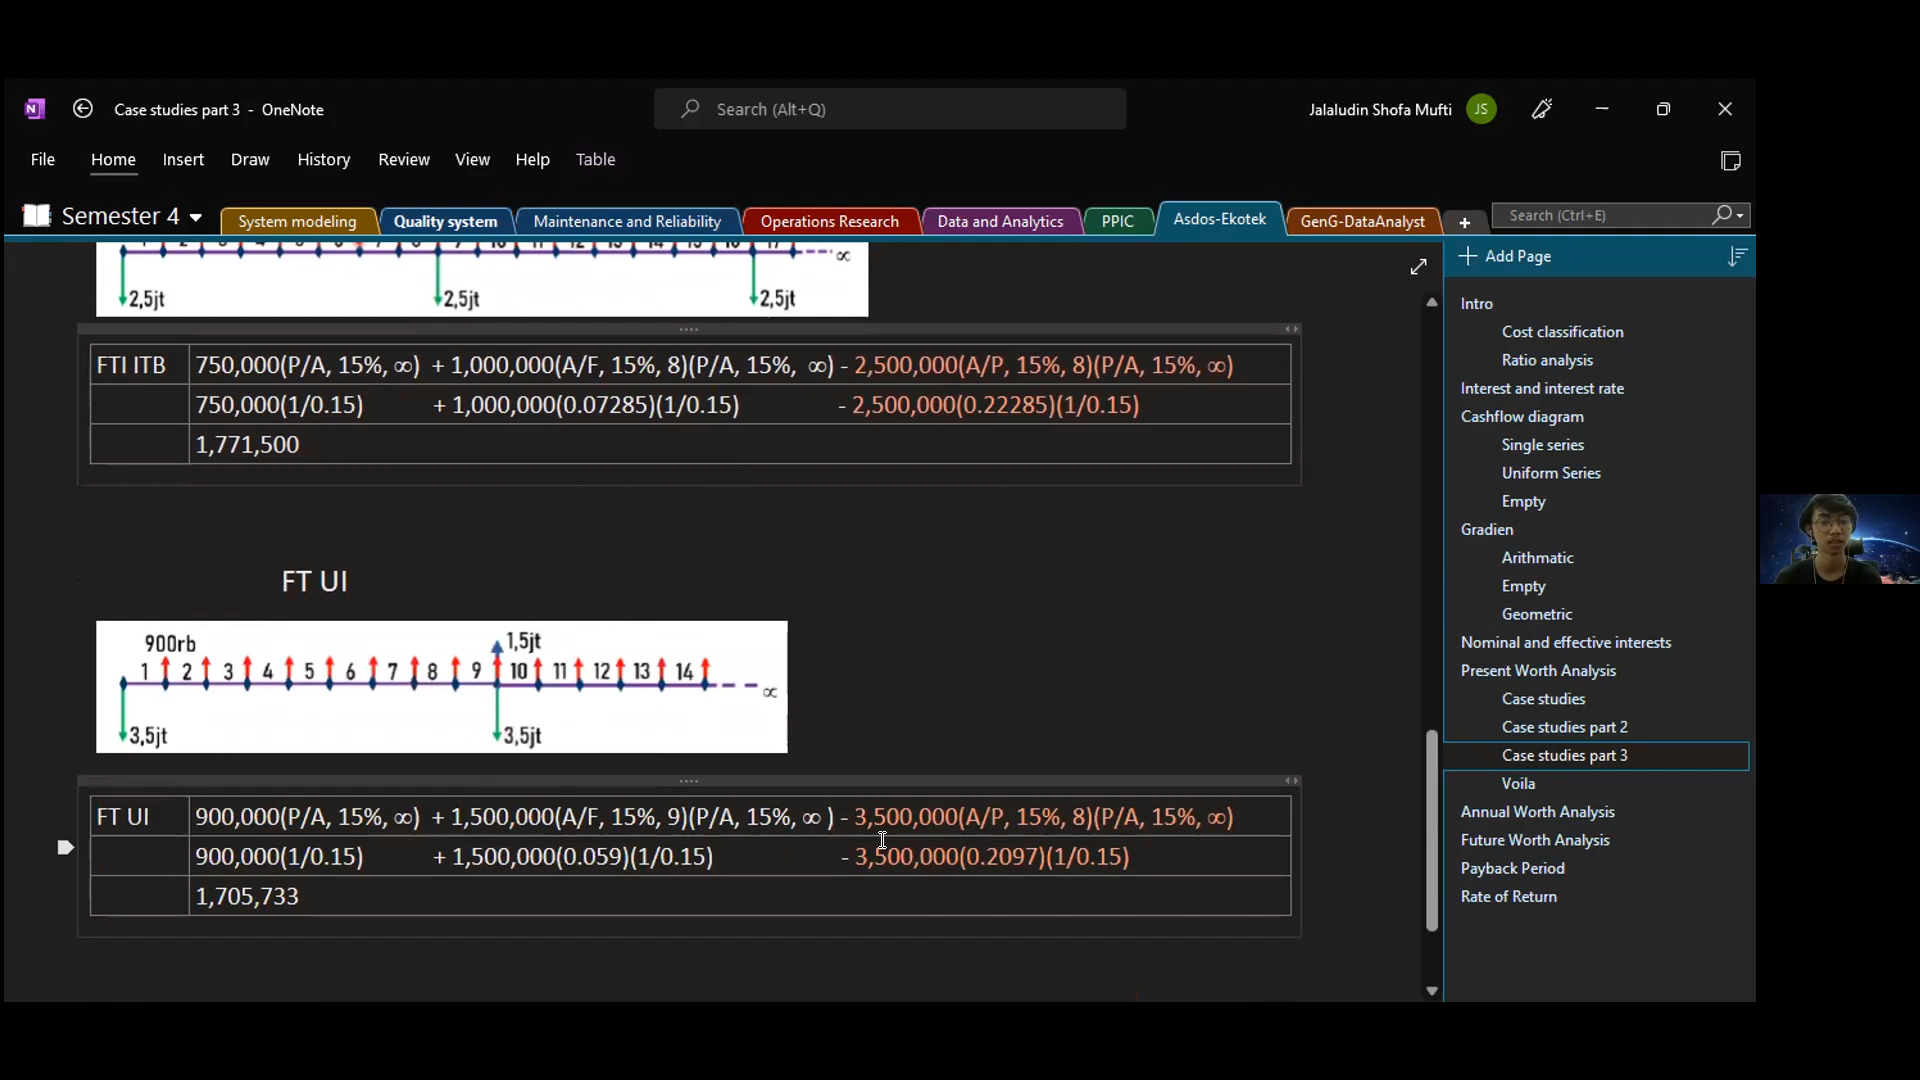 Case studies part 3 - OneNote
Search (Alt+Q)
Jalaludin Shofa Mufti
JS
File Home Insert Draw History Review View Help Table
Semester 4
System modeling
Quality system
Maintenance and Reliability
Operations Research
Data and Analytics
PPIC
Asdos-Ekotek
GenG-DataAnalyst
+
Search (Ctrl+E)
∝
2,5jt 2,5jt 2,5jt
FTI ITB 750,000(P/A, 15%, ∞) + 1,000,000(A/F, 15%, 8)(P/A, 15%, ∞) - 2,500,000(A/P, 15%, 8)(P/A, 15%, ∞)
750,000(1/0.15) + 1,000,000(0.07285)(1/0.15) - 2,500,000(0.22285)(1/0.15)
1,771,500
FT UI
900rb 1,5jt
1 2 3 4 5 6 7 8 9 10 11 12 13 14
∝
3,5jt 3,5jt
FT UI 900,000(P/A, 15%, ∞) + 1,500,000(A/F, 15%, 9)(P/A, 15%, ∞ ) - 3,500,000(A/P, 15%, 8)(P/A, 15%, ∞)
900,000(1/0.15) + 1,500,000(0.059)(1/0.15) - 3,500,000(0.2097)(1/0.15)
1,705,733
Add Page
Intro
Cost classification
Ratio analysis
Interest and interest rate
Cashflow diagram
Single series
Uniform Series
Empty
Gradien
Arithmatic
Empty
Geometric
Nominal and effective interests
Present Worth Analysis
Case studies
Case studies part 2
Case studies part 3
Voila
Annual Worth Analysis
Future Worth Analysis
Payback Period
Rate of Return